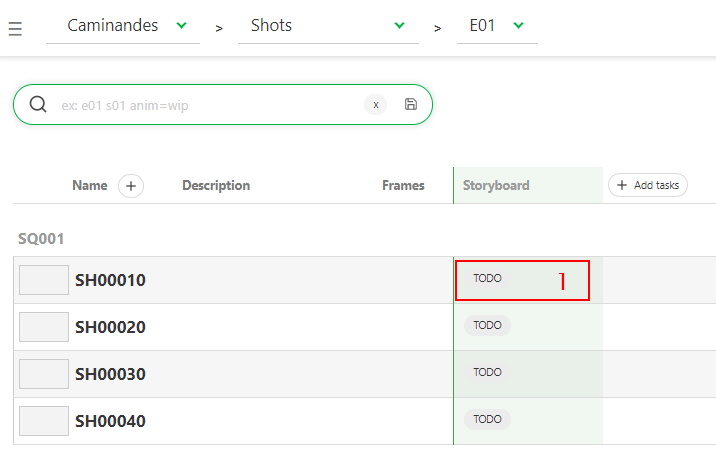 Caminandes > Shots > E01
ex: e01 s01 anim=wip x
Name + Description Frames Storyboard + Add tasks
SQ001
SH00010 TODO 1
SH00020 TODO
SH00030 TODO
SH00040 TODO